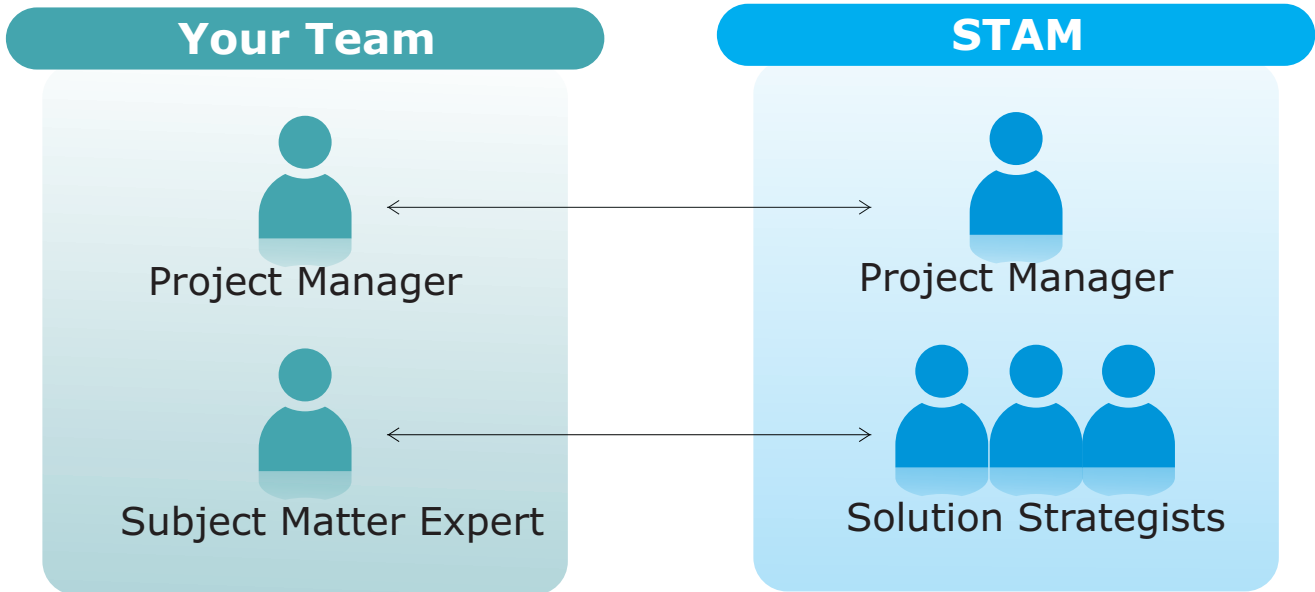 Your Team
STAM
Project Manager
Project Manager
Subject Matter Expert
Solution Strategists